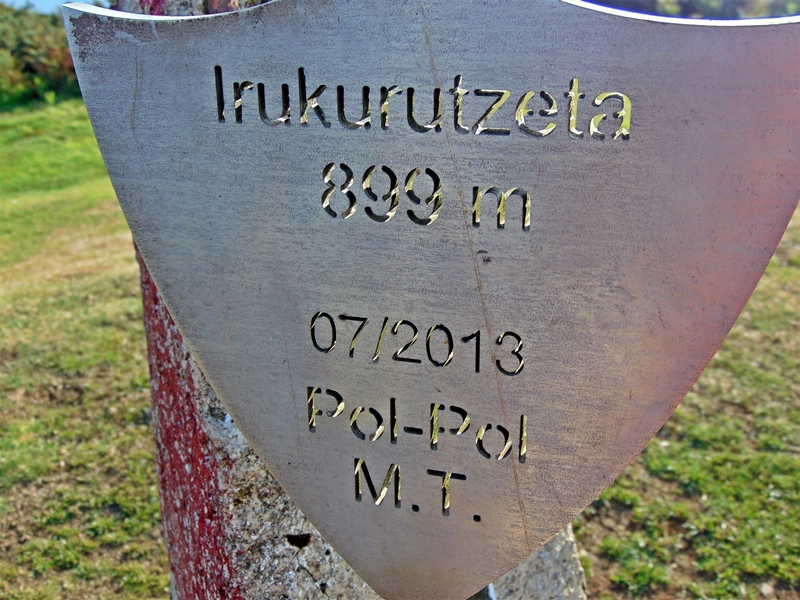 Irukurutzeta
899 m
07/2013
Pol-Pol
M.T.